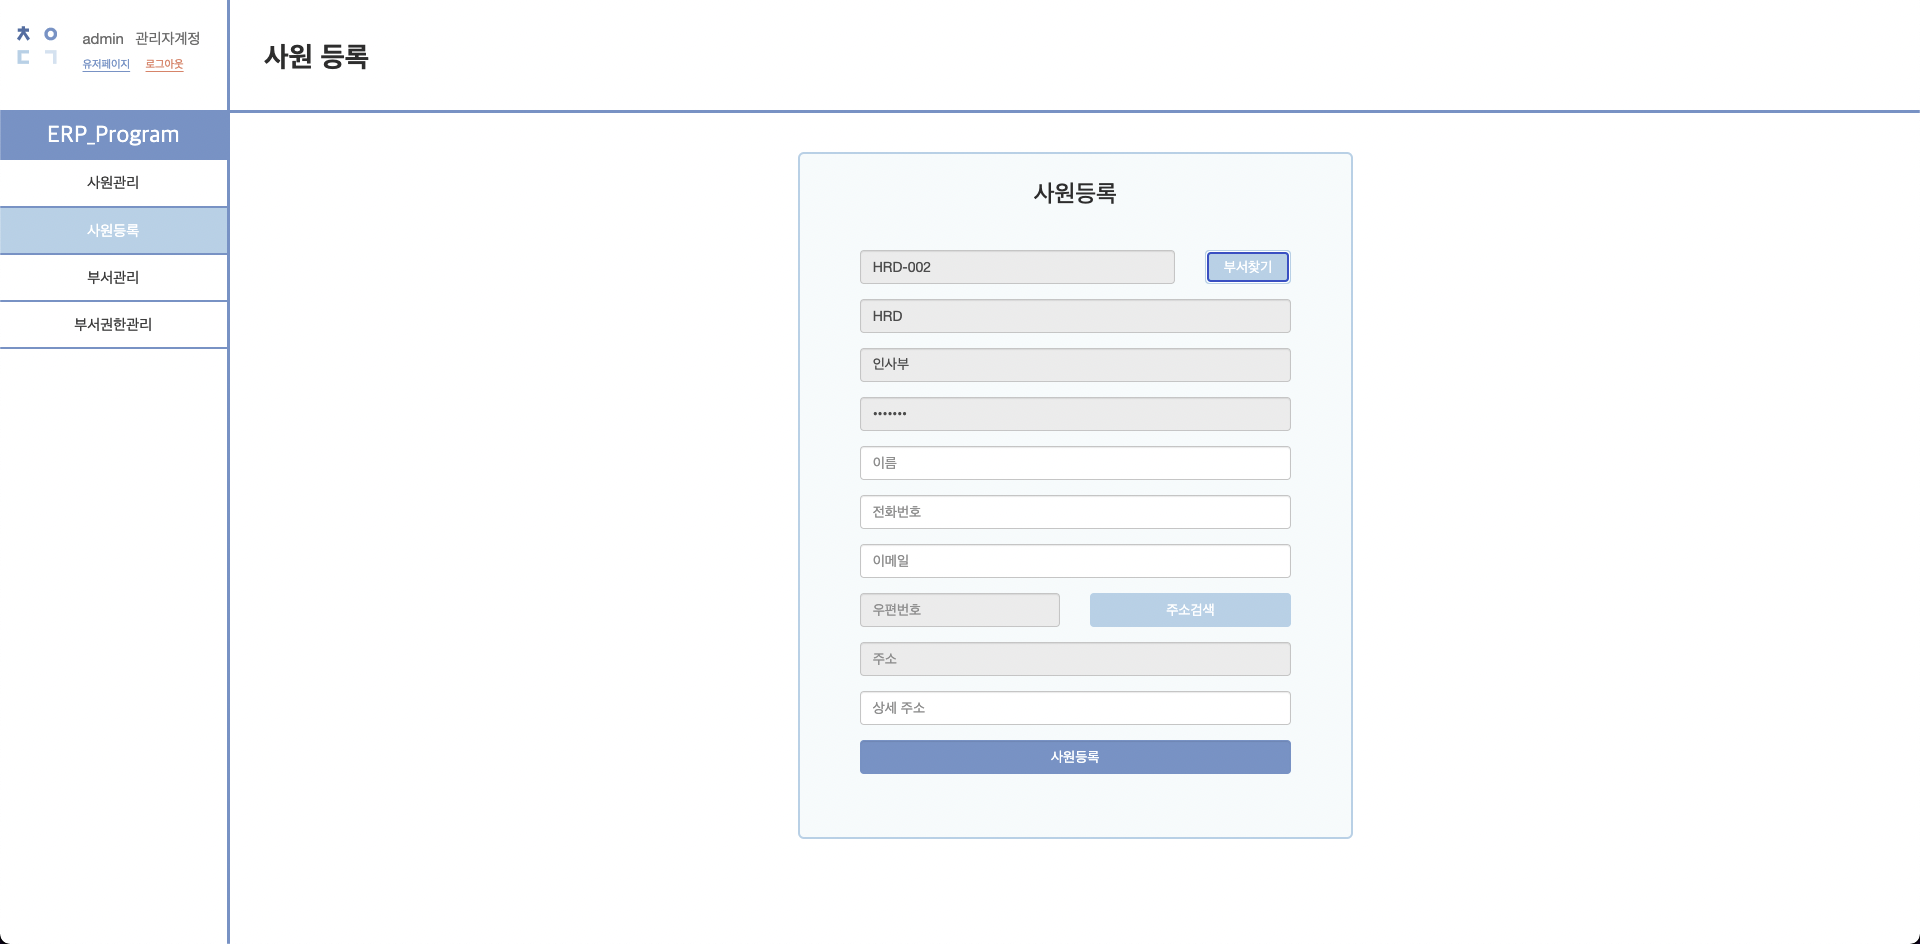 ㅊ ㅇ
ㄷ ㄱ
admin 관리자계정
유저페이지 로그아웃
사원 등록
ERP_Program
사원관리
사원등록
부서관리
부서권한관리
사원등록
HRD-002 부서찾기
HRD
인사부
•••••••
이름
전화번호
이메일
우편번호 주소검색
주소
상세 주소
사원등록